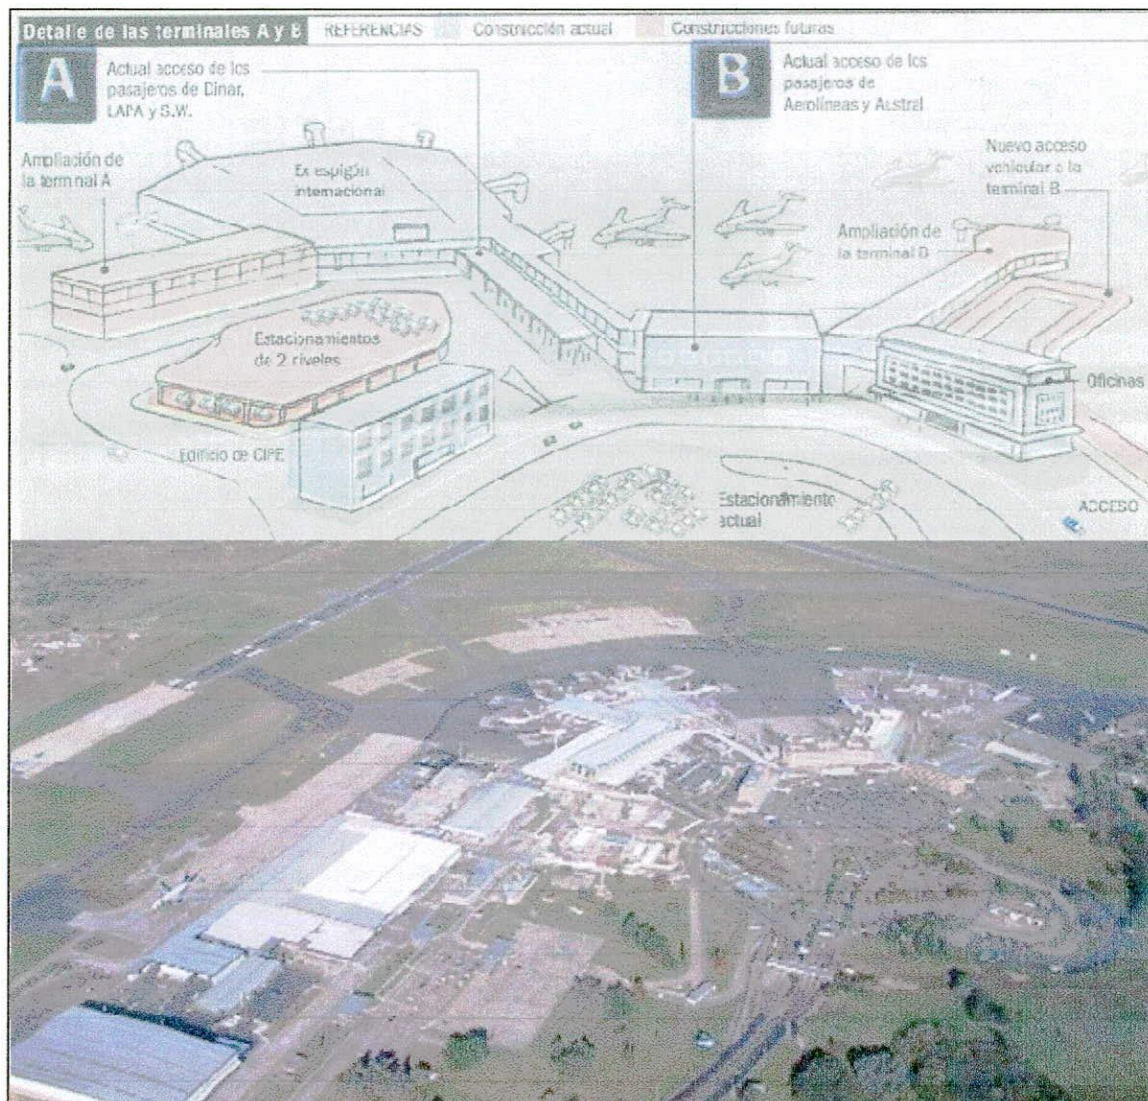 Detalle de las terminales A y B
REFERENCIAS
Construcción actual
Construcciones futuras
A
Actual acceso de los
pasajeros de Dinar,
LAPA y S.W.
B
Actual acceso de los
pasajeros de
Aerolíneas y Austral
Ampliación de
la terminal A
Ex espigón
internacional
Nuevo acceso
vehicular a la
terminal B
Ampliación de
la terminal
Estacionamientos
de 2 niveles
Oficinas
Edificio de
Estacionamiento
actual
ACCESO